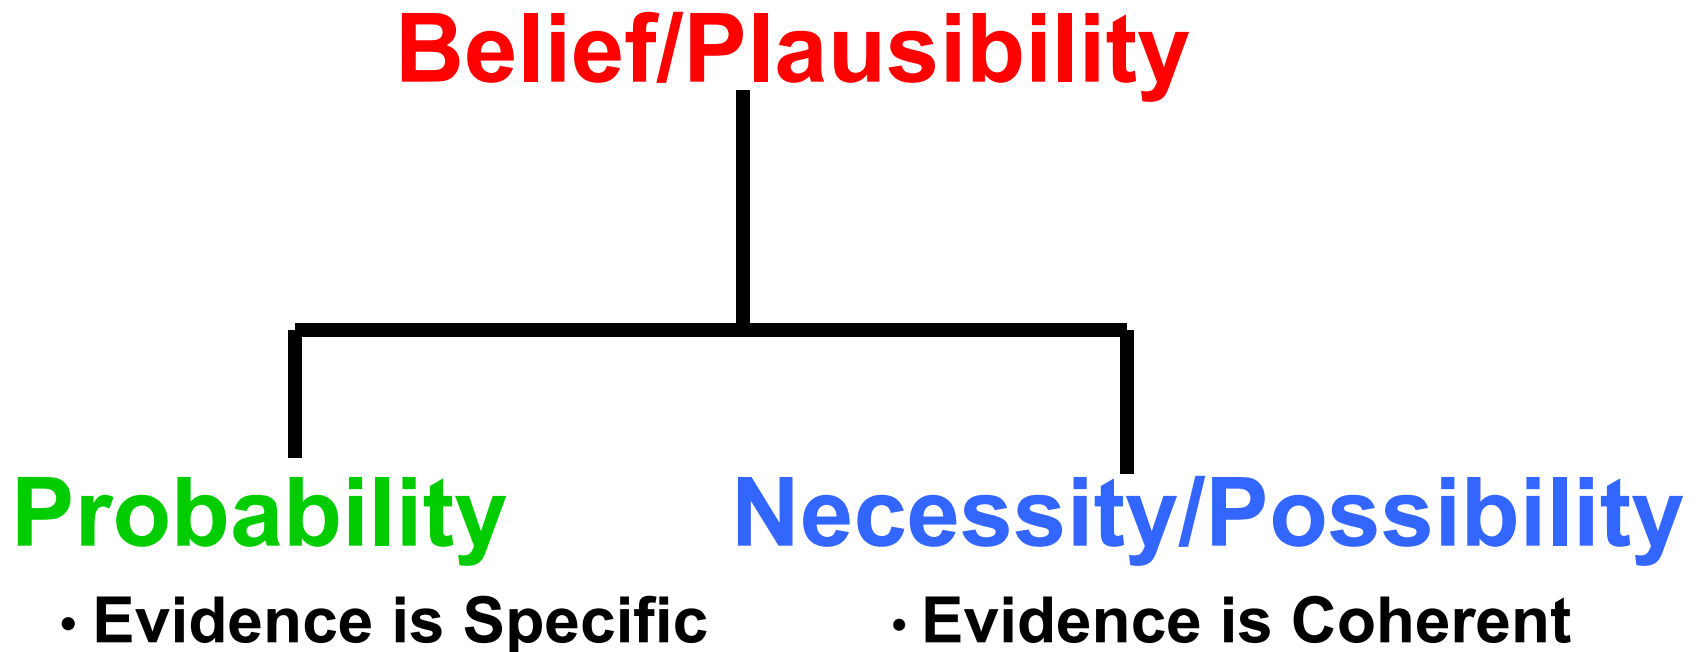 Belief/Plausibility
Probability
Necessity/Possibility
• Evidence is Specific
• Evidence is Coherent